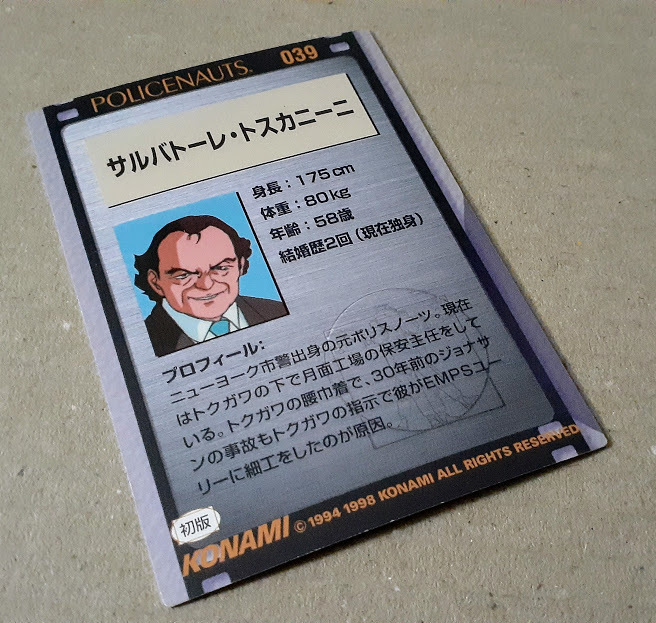 POLICENAUTS. 039
サルバトーレ・トスカニーニ
身長：175cm
体重：80kg
年齢：58歳
結婚歴2回（現在独身）
プロフィール：
ニューヨーク市警出身の元ポリスノーツ。現在
はトクガワの下で月面工場の保安主任をして
いる。トクガワの腰巾着で、30年前のジョナサ
ンの事故もトクガワの指示で彼がEMPSユー
リーに細工をしたのが原因。
初版
KONAMI © 1994 1998 KONAMI ALL RIGHTS RESERVED